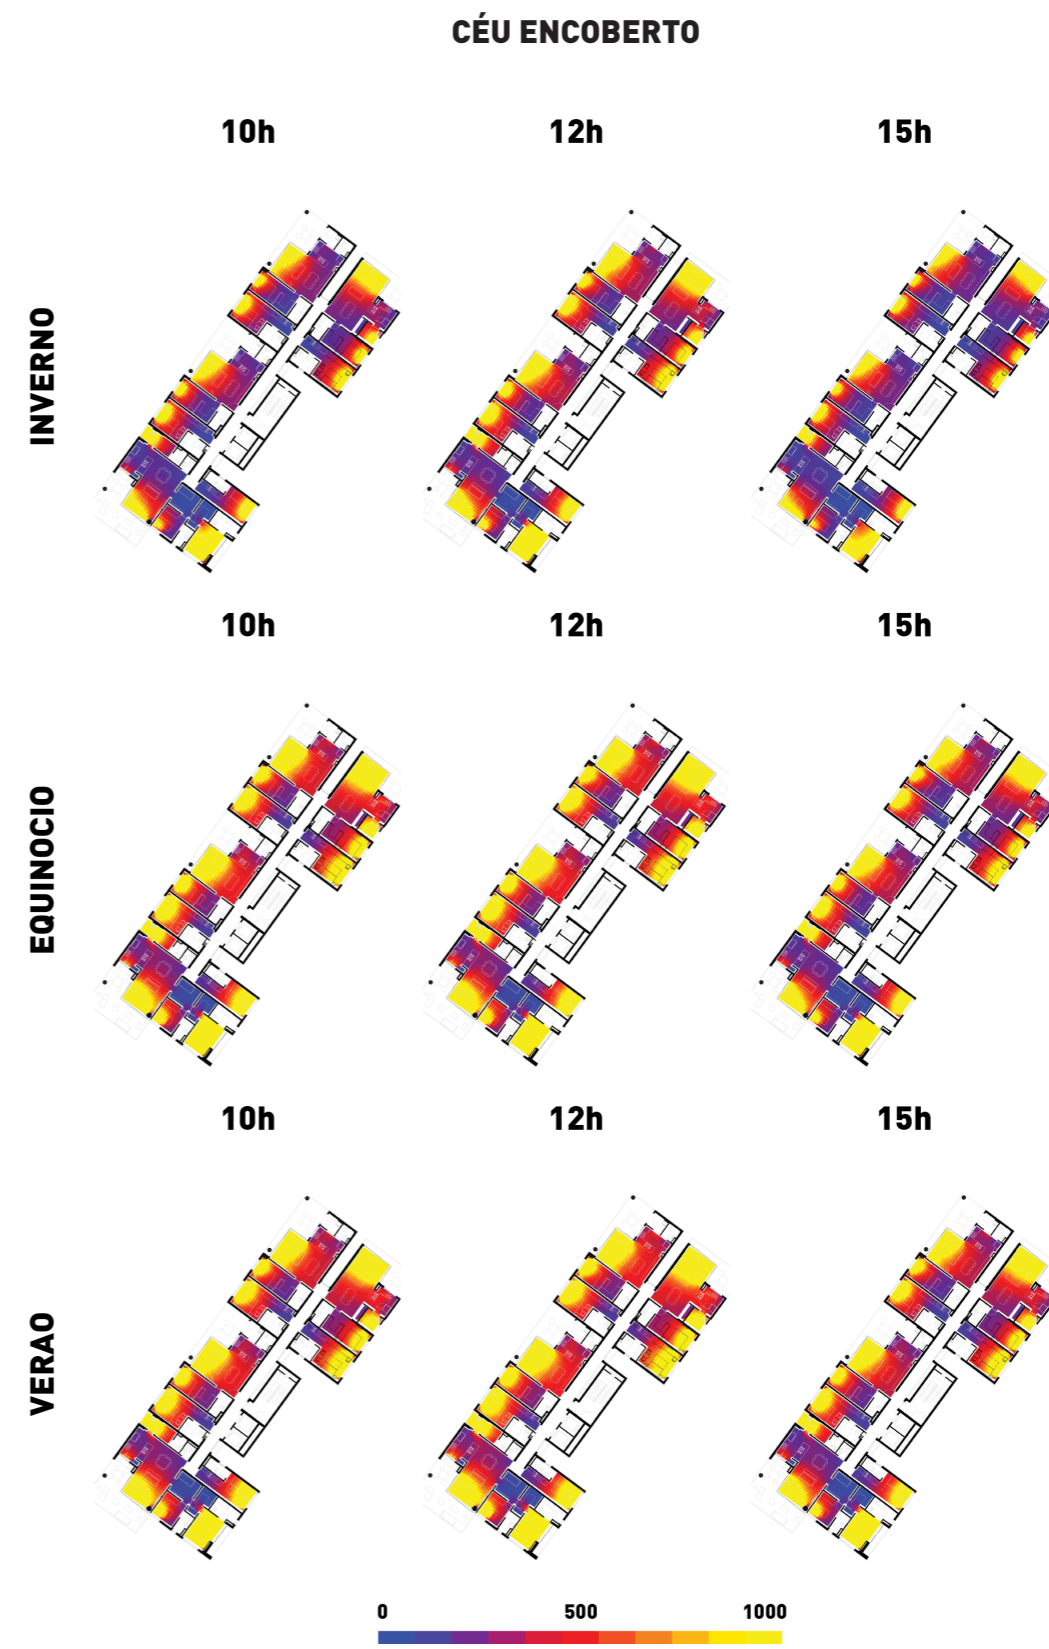 CÉU ENCOBERTO
10h 12h 15h
INVERNO
10h 12h 15h
EQUINOCIO
10h 12h 15h
VERAO
0 500 1000